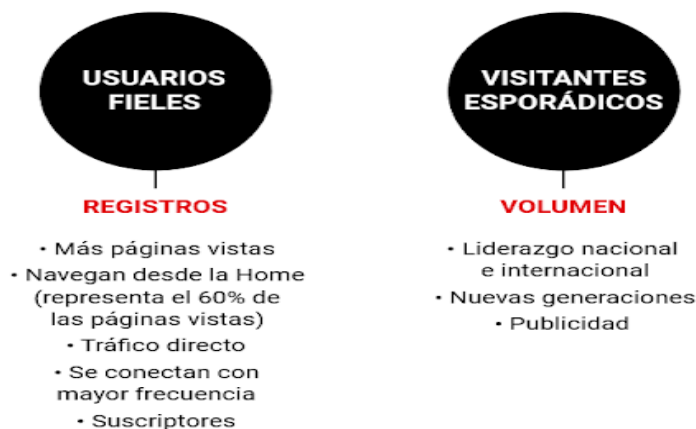 USUARIOS
FIELES
REGISTROS
• Más páginas vistas
• Navegan desde la Home
(representa el 60% de
las páginas vistas)
• Tráfico directo
• Se conectan con
mayor frecuencia
• Suscriptores
VISITANTES
ESPORÁDICOS
VOLUMEN
• Liderazgo nacional
e internacional
• Nuevas generaciones
• Publicidad